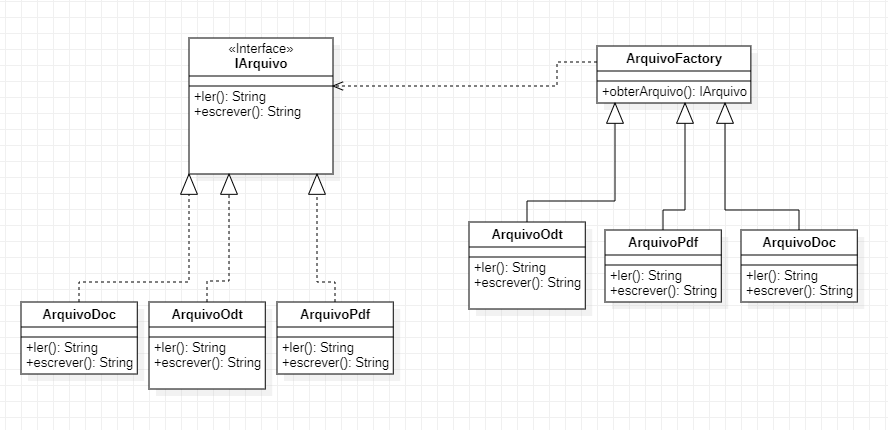 «Interface»
IArquivo
+ler(): String
+escrever(): String
ArquivoFactory
+obterArquivo(): IArquivo
ArquivoOdt
+ler(): String
+escrever(): String
ArquivoPdf
+ler(): String
+escrever(): String
ArquivoDoc
+ler(): String
+escrever(): String
ArquivoDoc
+ler(): String
+escrever(): String
ArquivoOdt
+ler(): String
+escrever(): String
ArquivoPdf
+ler(): String
+escrever(): String